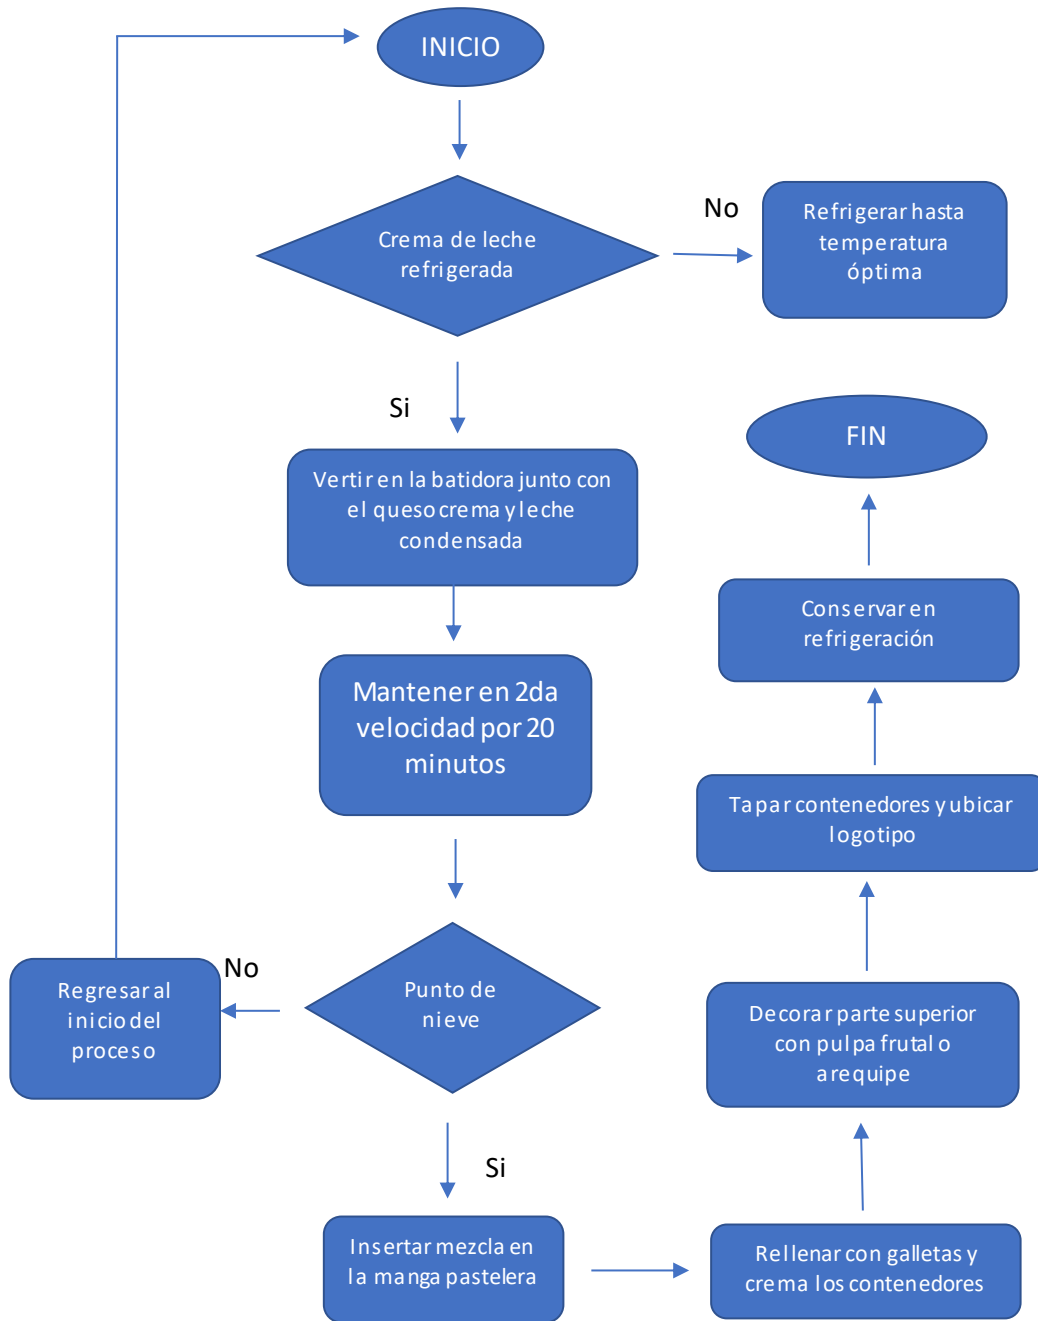 INICIO
Crema de leche
refrigerada
No
Refrigerar hasta
temperatura
óptima
Si
Vertir en la batidora junto con
el queso crema y leche
condensada
Mantener en 2da
velocidad por 20
minutos
Punto de
nieve
No
Regresar al
inicio del
proceso
Si
Insertar mezcla en
la manga pastelera
Rellenar con galletas y
crema los contenedores
Decorar parte superior
con pulpa frutal o
arequipe
Tapar contenedores y ubicar
logotipo
Conservar en
refrigeración
FIN